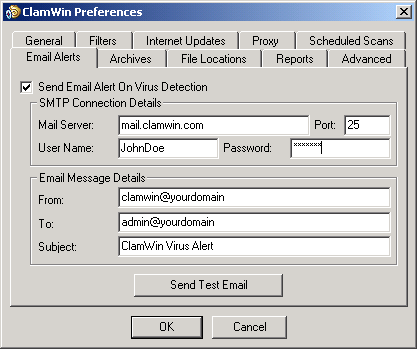 ClamWin Preferences
General Filters Internet Updates Proxy Scheduled Scans
Email Alerts Archives File Locations Reports Advanced
Send Email Alert On Virus Detection
SMTP Connection Details
Mail Server: mail.clamwin.com Port: 25
User Name: JohnDoe Password: *******
Email Message Details
From: clamwin@yourdomain
To: admin@yourdomain
Subject: ClamWin Virus Alert
Send Test Email
OK Cancel